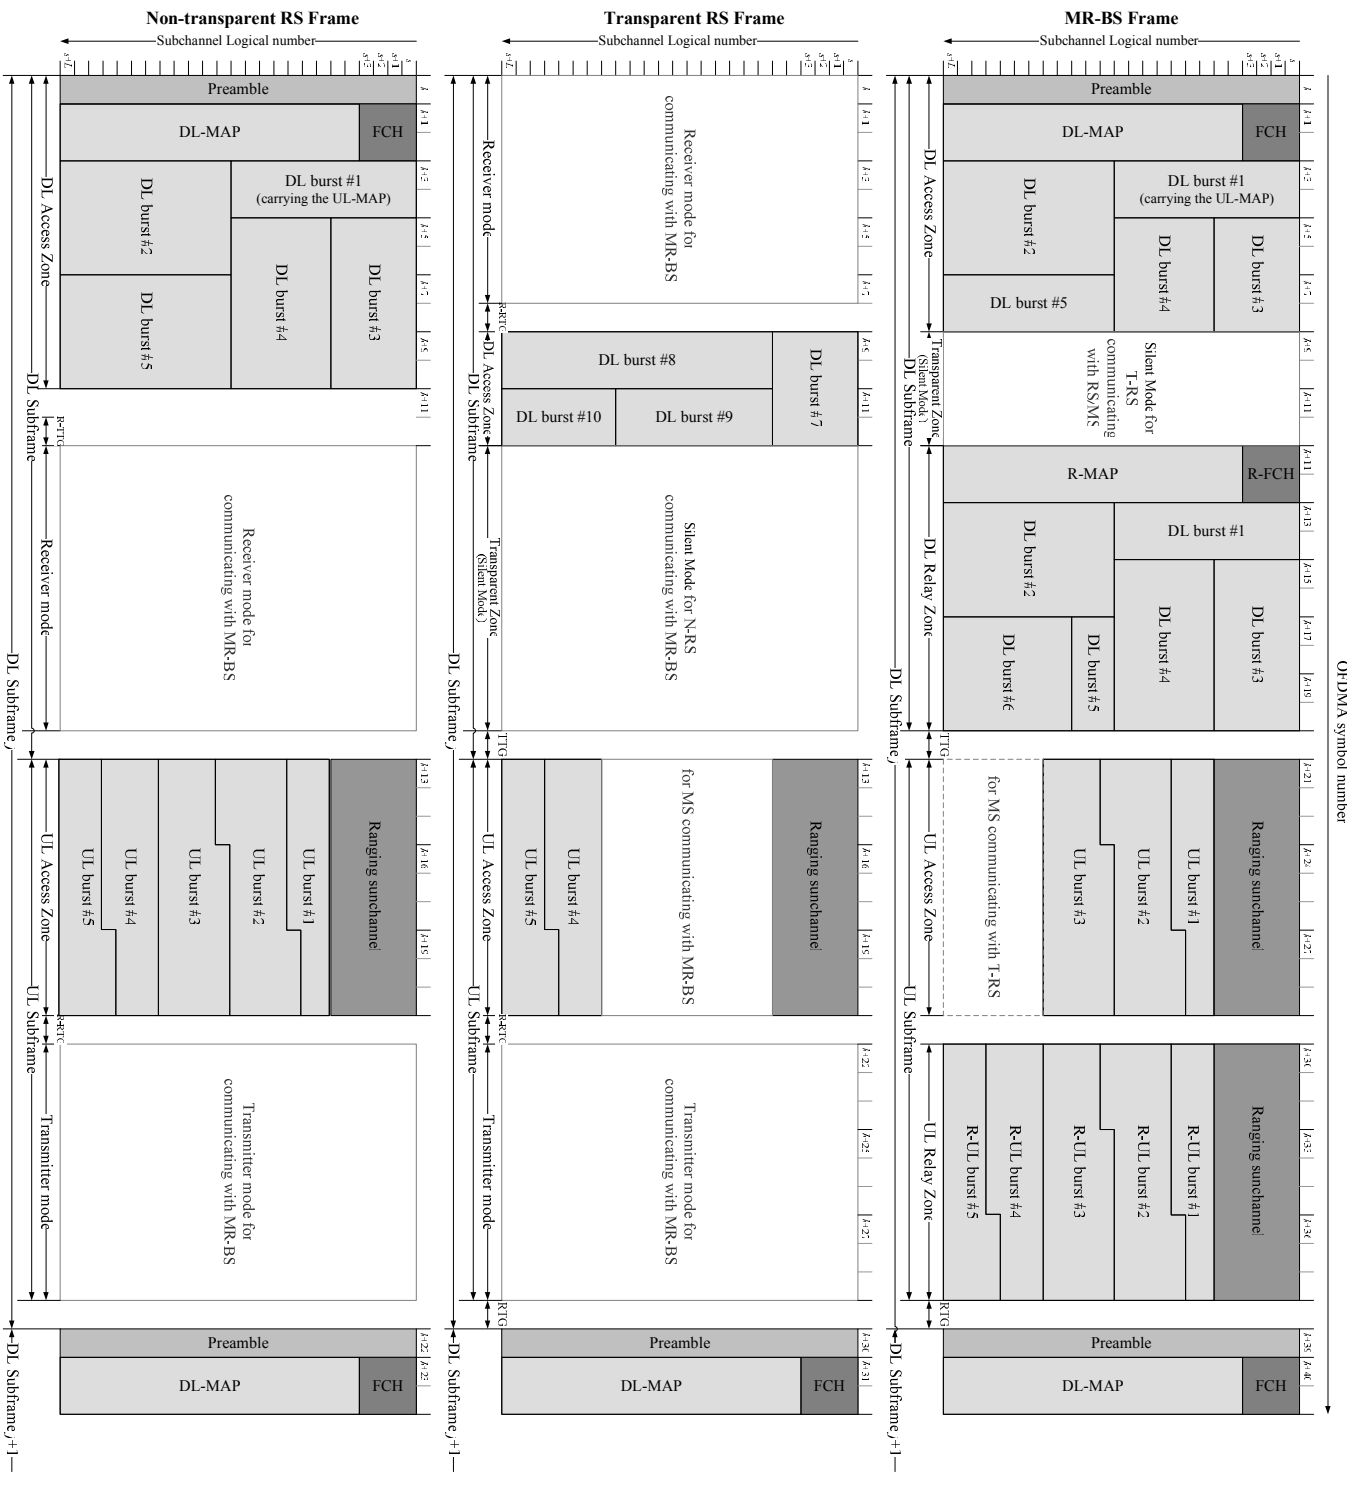 Non-transparent RS Frame
Subchannel Logical number
Preamble
DL-MAP
FCH
DL burst #1
(carrying the UL-MAP)
DL burst #2
DL burst #3
DL burst #4
DL burst #5
DL Access Zone
DL Subframe
R-TTG
Receiver mode for
communicating with MR-BS
Receiver mode
DL Subframe j
Ranging sunchannel
UL burst #1
UL burst #2
UL burst #3
UL burst #4
UL burst #5
UL Access Zone
UL Subframe
R-RTG
Transmitter mode for
communicating with MR-BS
Transmitter mode
Preamble
DL-MAP
FCH
DL Subframe j+1
Transparent RS Frame
Subchannel Logical number
Receiver mode for
communicating with MR-BS
Receiver mode
R-RTG
DL burst #8
DL burst #7
DL burst #10
DL burst #9
DL Access Zone
DL Subframe
Silent Mode for N-RS
communicating with MR-BS
Transparent Zone
(Silent Mode)
DL Subframe j
TTG
Ranging sunchannel
for MS communicating with MR-BS
UL burst #4
UL burst #5
UL Access Zone
UL Subframe
R-RTG
Transmitter mode for
communicating with MR-BS
Transmitter mode
RTG
Preamble
DL-MAP
FCH
DL Subframe j+1
MR-BS Frame
Subchannel Logical number
OFDMA symbol number
Preamble
DL-MAP
FCH
DL burst #1
(carrying the UL-MAP)
DL burst #2
DL burst #3
DL burst #4
DL burst #5
DL Access Zone
Silent Mode for
T-RS
communicating
with RS/MS
Transparent Zone
(Silent Mode)
DL Subframe
R-MAP
R-FCH
DL burst #1
DL burst #2
DL burst #3
DL burst #4
DL burst #5
DL burst #6
DL Relay Zone
DL Subframe j
TTG
Ranging sunchannel
UL burst #1
UL burst #2
UL burst #3
for MS communicating with T-RS
UL Access Zone
UL Subframe
Ranging sunchannel
R-UL burst #1
R-UL burst #2
R-UL burst #3
R-UL burst #4
R-UL burst #5
UL Relay Zone
RTG
Preamble
DL-MAP
FCH
DL Subframe j+1